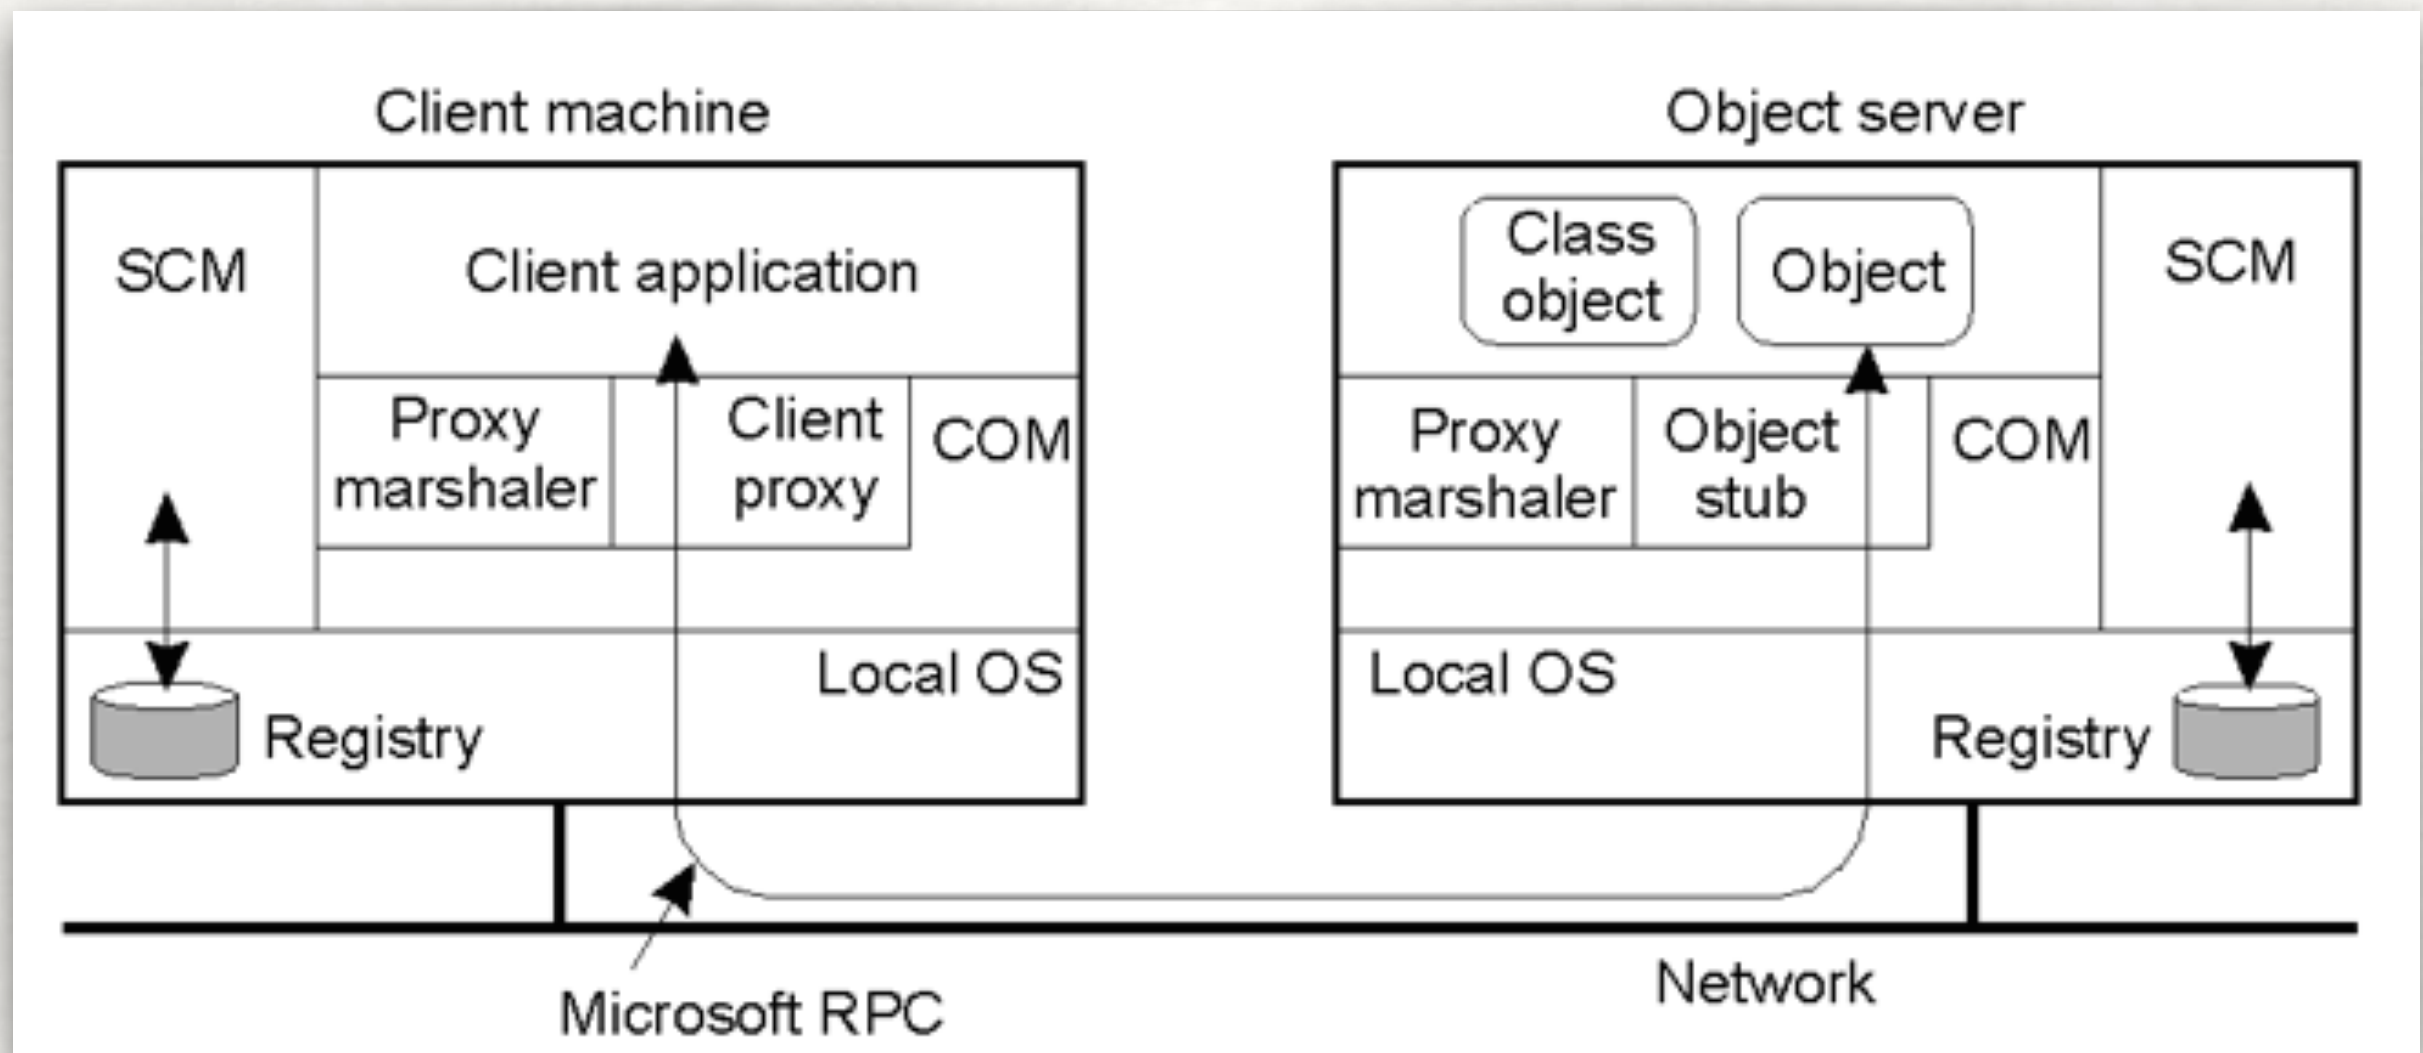 Client machine
Object server
SCM
Client application
Proxy
marshaler
Client
proxy
COM
Local OS
Registry
Class
object
Object
SCM
Proxy
marshaler
Object
stub
COM
Local OS
Registry
Microsoft RPC
Network